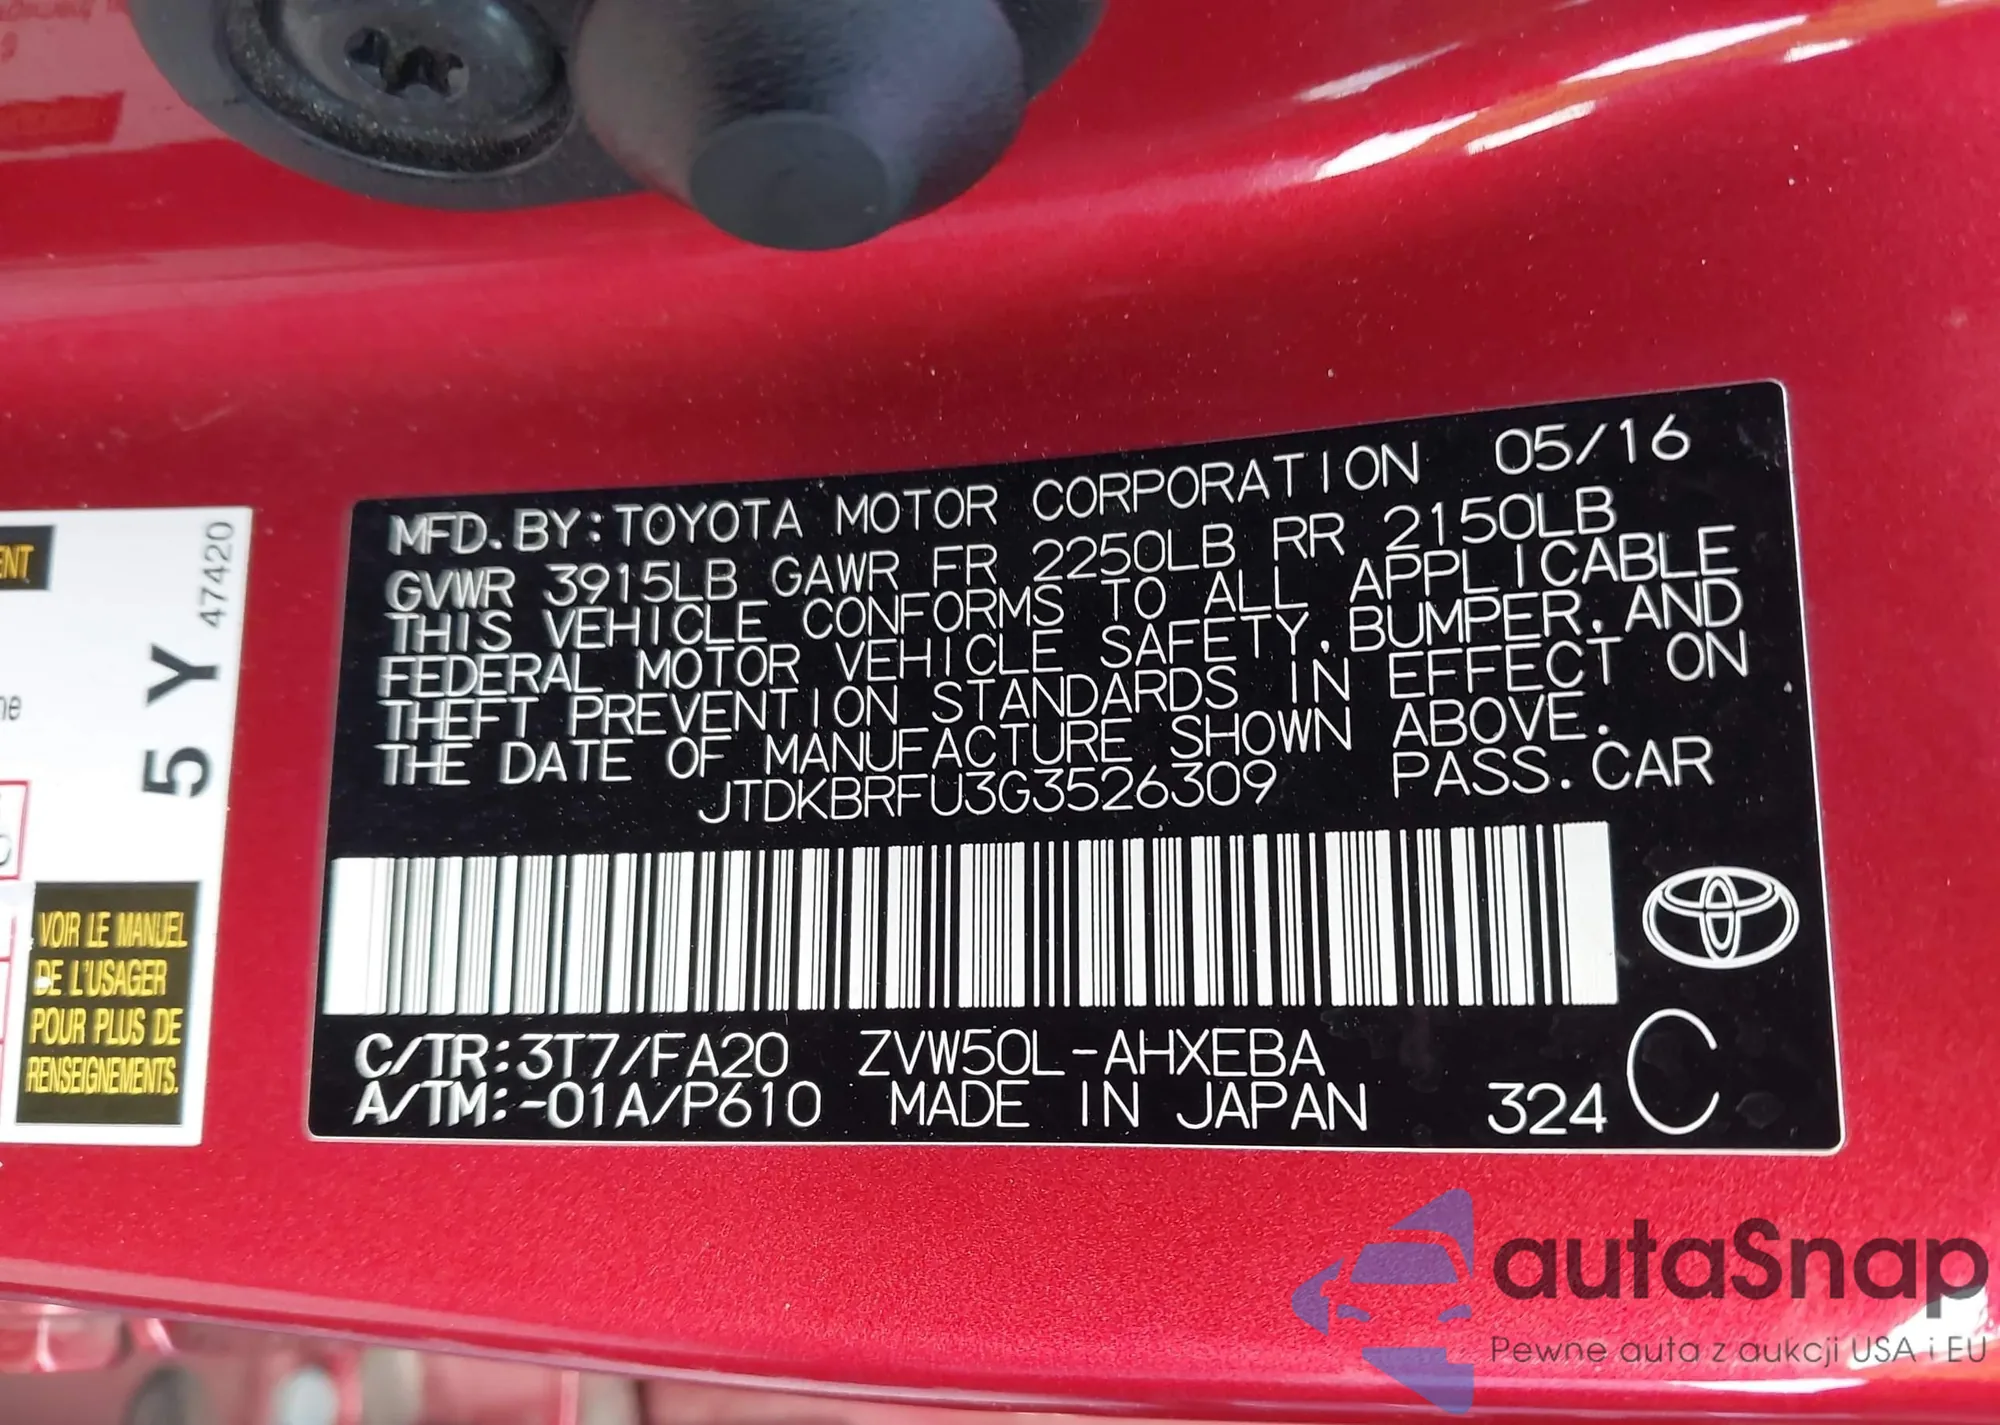 MFD. BY: TOYOTA MOTOR CORPORATION 05/16
GVWR 3915LB GAWR FR 2250LB RR 2150LB
THIS VEHICLE CONFORMS TO ALL APPLICABLE
FEDERAL MOTOR VEHICLE SAFETY, BUMPER, AND
THEFT PREVENTION STANDARDS IN EFFECT ON
THE DATE OF MANUFACTURE SHOWN ABOVE.
JTDKBRFU3G3526309 PASS. CAR
C/TR: 3T7/FA20 ZVW50L-AHXEBA
A/TM: -01A/P610 MADE IN JAPAN 324 C
5Y 47420
VOIR LE MANUEL
DE L'USAGER
POUR PLUS DE
RENSEIGNEMENTS.
autaSnap
Pewne auta z aukcji USA i EU